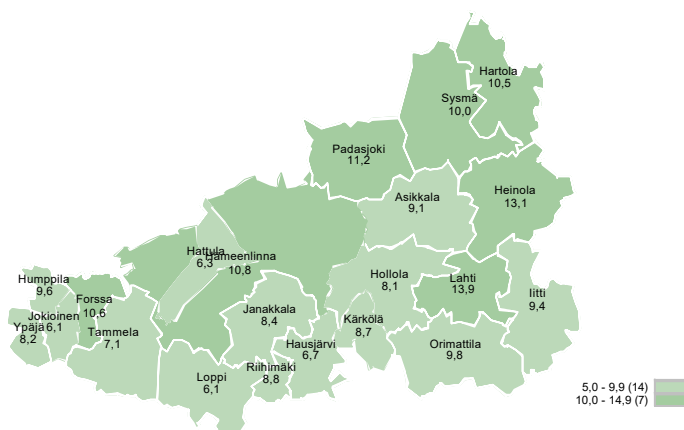 Hartola
10,5
Sysmä
10,0
Padasjoki
11,2
Heinola
13,1
Asikkala
9,1
Hattula
6,3
Hämeenlinna
10,8
Humppila
9,6
Hollola
8,1
Lahti
13,9
Iitti
9,4
Forssa
10,6
Jokioinen
6,1
Ypäjä
8,2
Tammela
7,1
Janakkala
8,4
Kärkölä
8,7
Hausjärvi
6,7
Orimattila
9,8
Riihimäki
8,8
Loppi
6,1
5,0 - 9,9 (14)
10,0 - 14,9 (7)